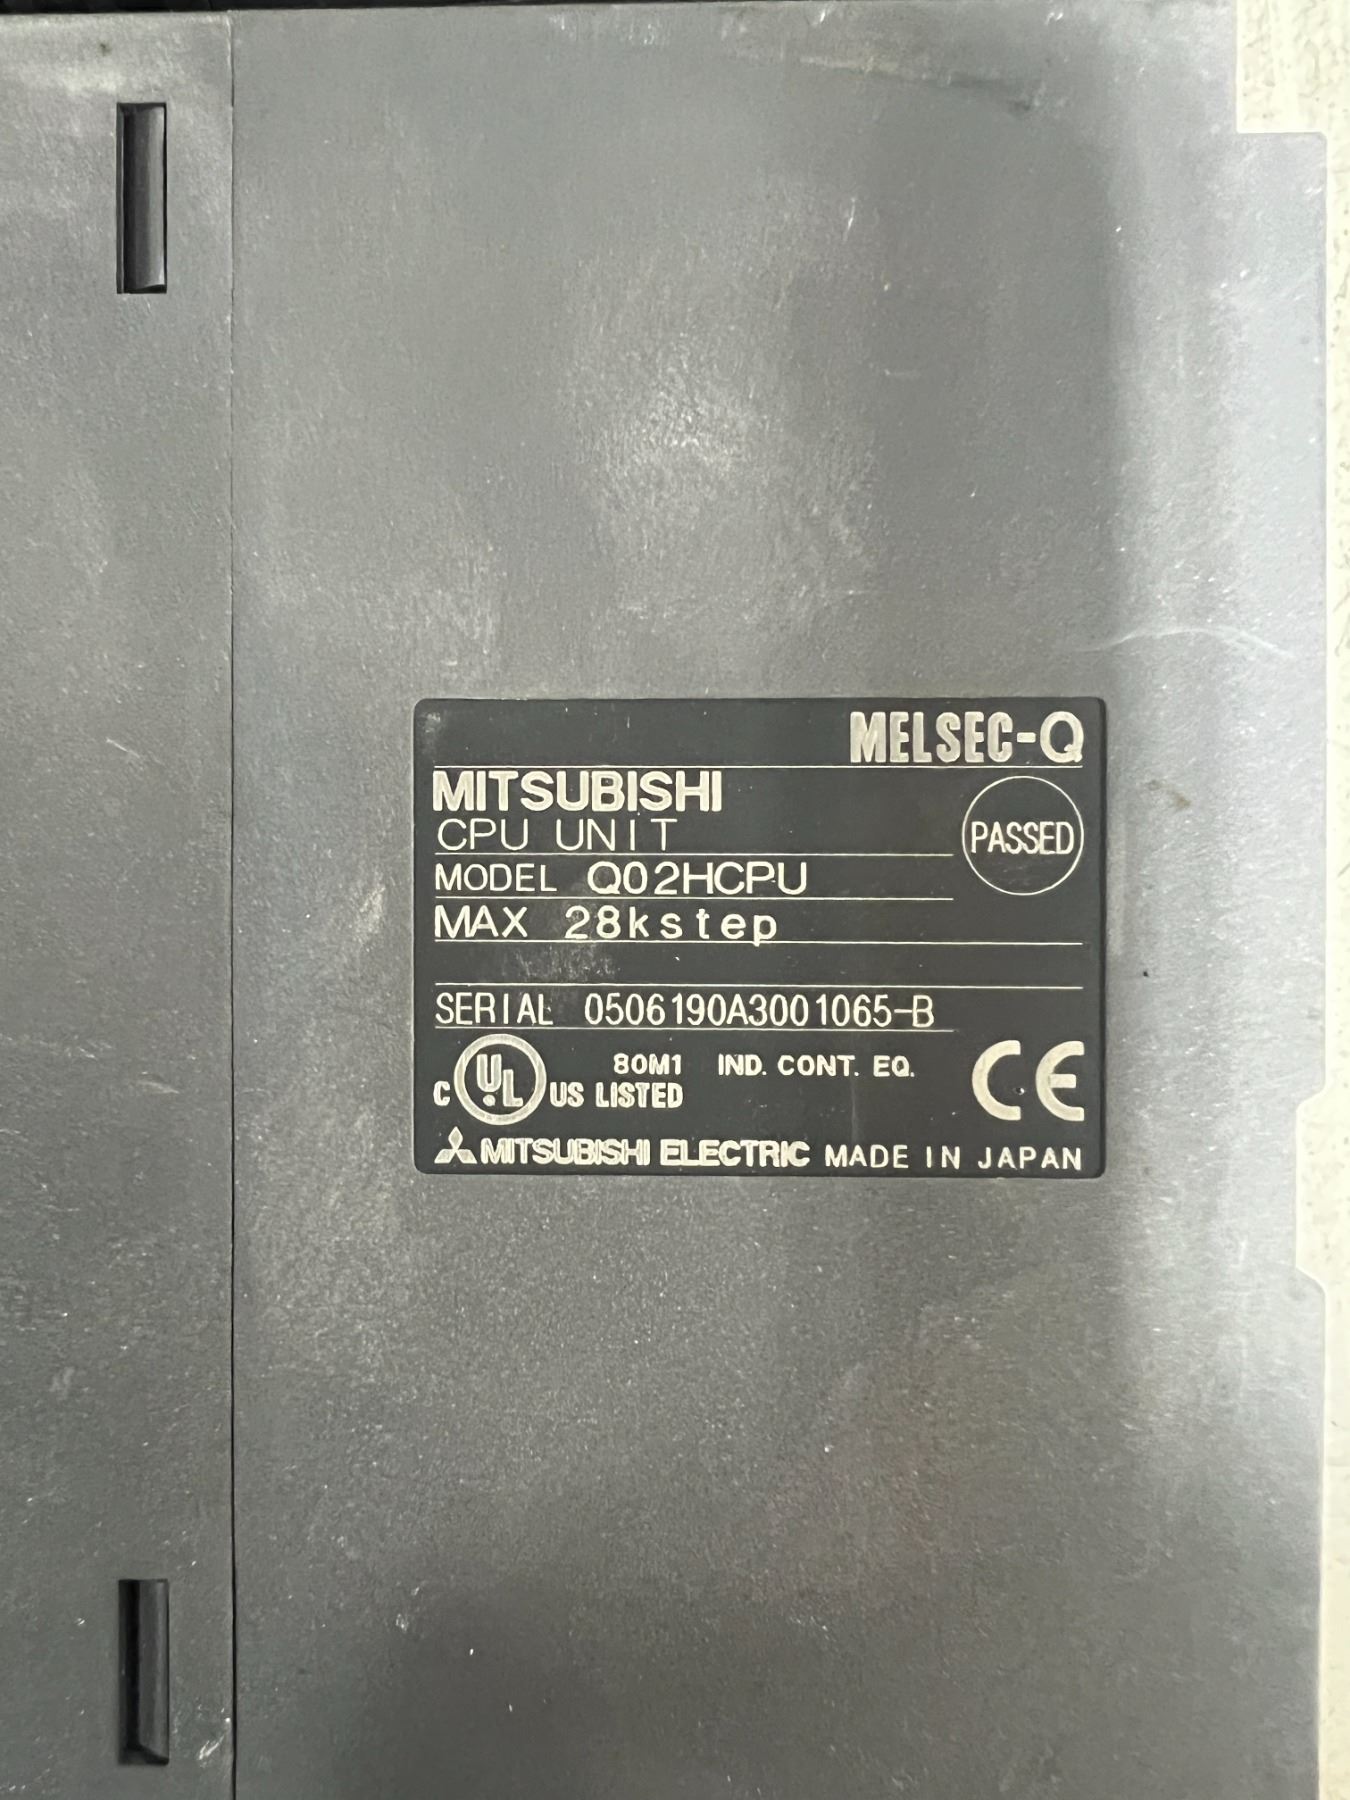 MELSEC-Q
MITSUBISHI
CPU UNIT
PASSED
MODEL Q02HCPU
MAX 28kstep
SERIAL 0506190A3001065-B
C UL US LISTED 80M1 IND. CONT. EQ.
CE
MITSUBISHI ELECTRIC MADE IN JAPAN